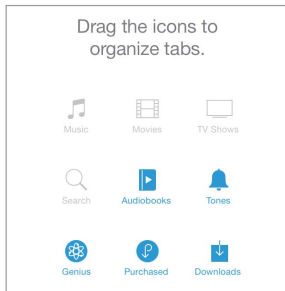 Drag the icons to
organize tabs.
Music Movies TV Shows
Search Audiobooks Tones
Genius Purchased Downloads